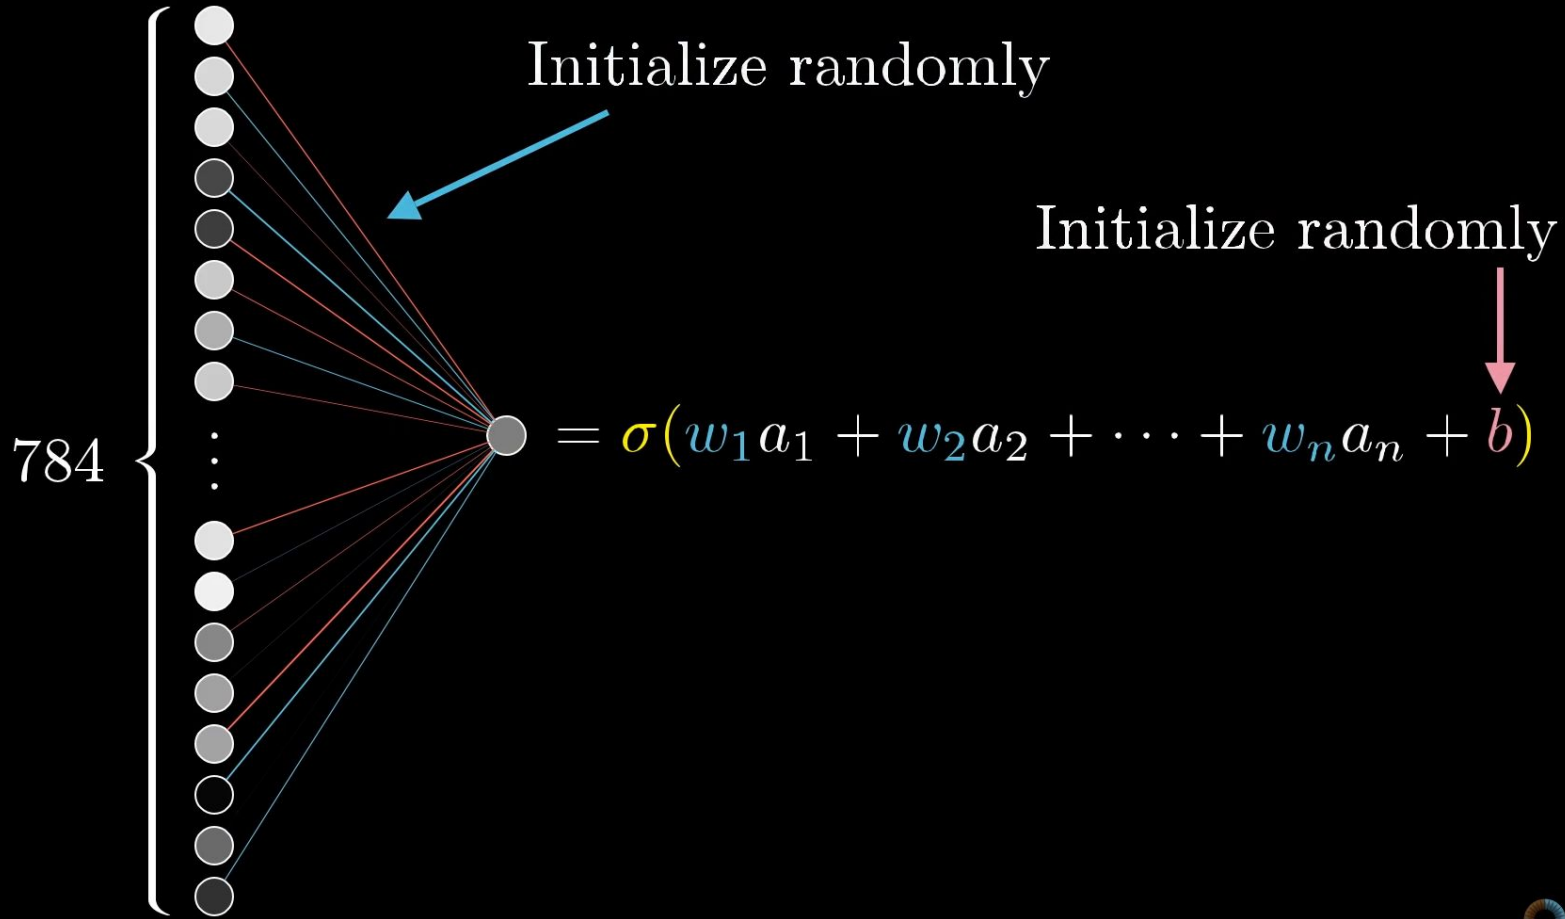 Initialize randomly
Initialize randomly
784
= σ(w₁a₁ + w₂a₂ + ⋯ + wₙaₙ + b)